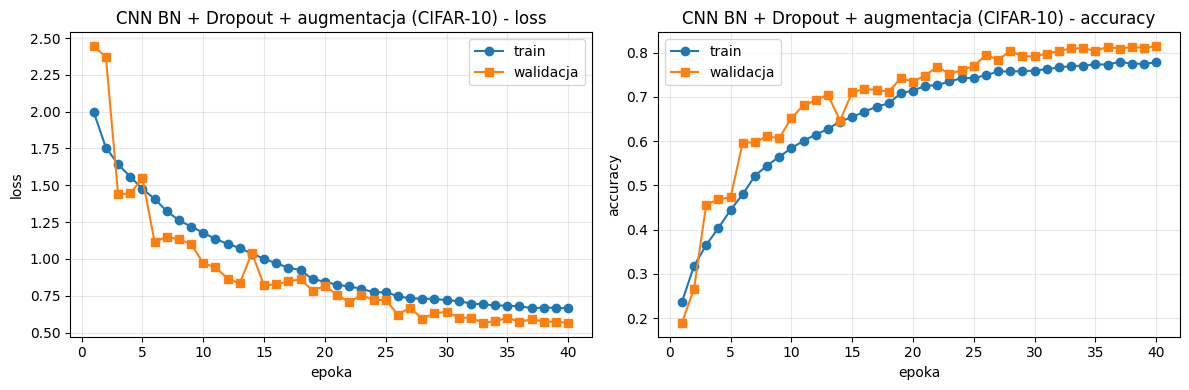 CNN BN + Dropout + augmentacja (CIFAR-10) - loss
2.50
2.25
2.00
1.75
1.50
1.25
1.00
0.75
0.50
loss
train
walidacja
0 5 10 15 20 25 30 35 40
epoka
CNN BN + Dropout + augmentacja (CIFAR-10) - accuracy
0.8
0.7
0.6
0.5
0.4
0.3
0.2
accuracy
train
walidacja
0 5 10 15 20 25 30 35 40
epoka